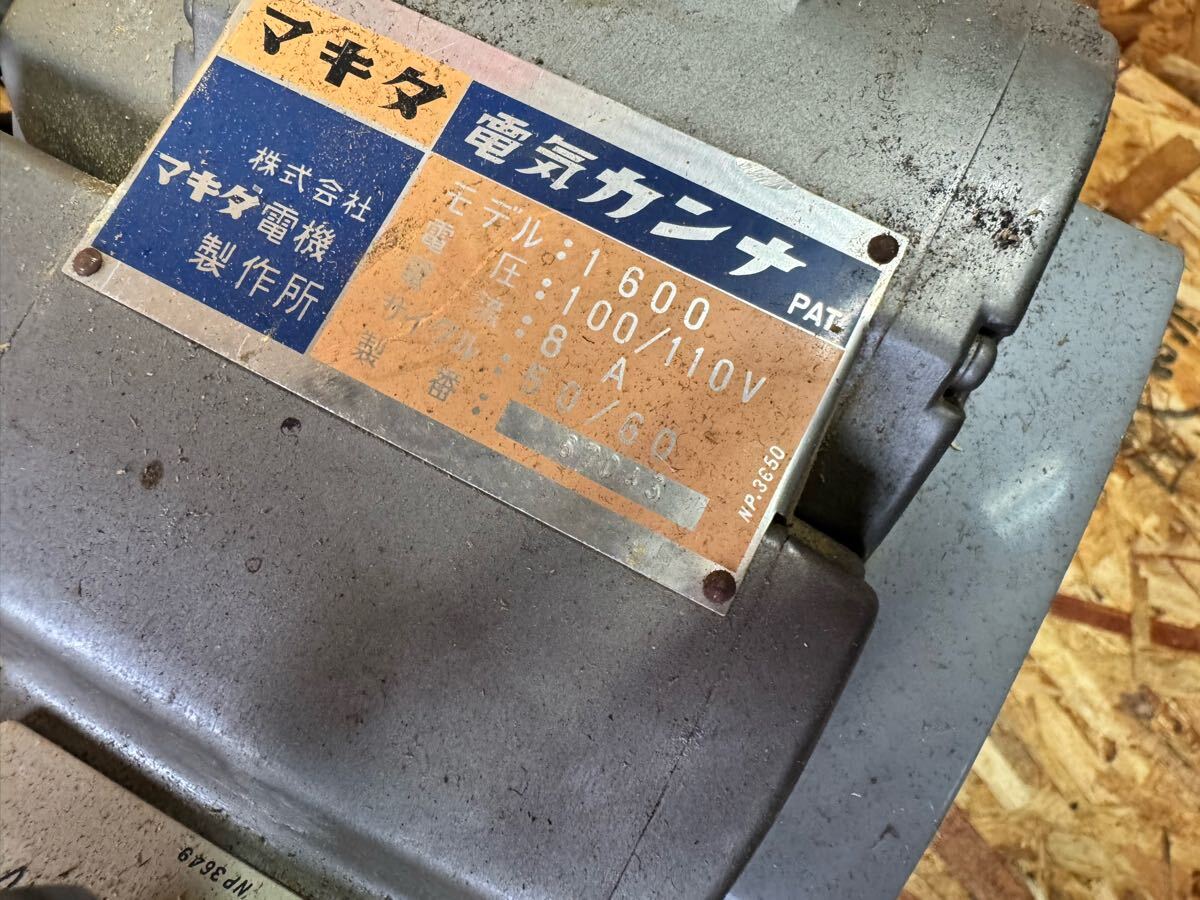 マキタ
株式会社
マキタ電機
製作所
電気カンナ
PAT.
モデル：1600
電圧：100/110V
電流：8A
サイクル：50/60
製番：
NP.3650
NP3649